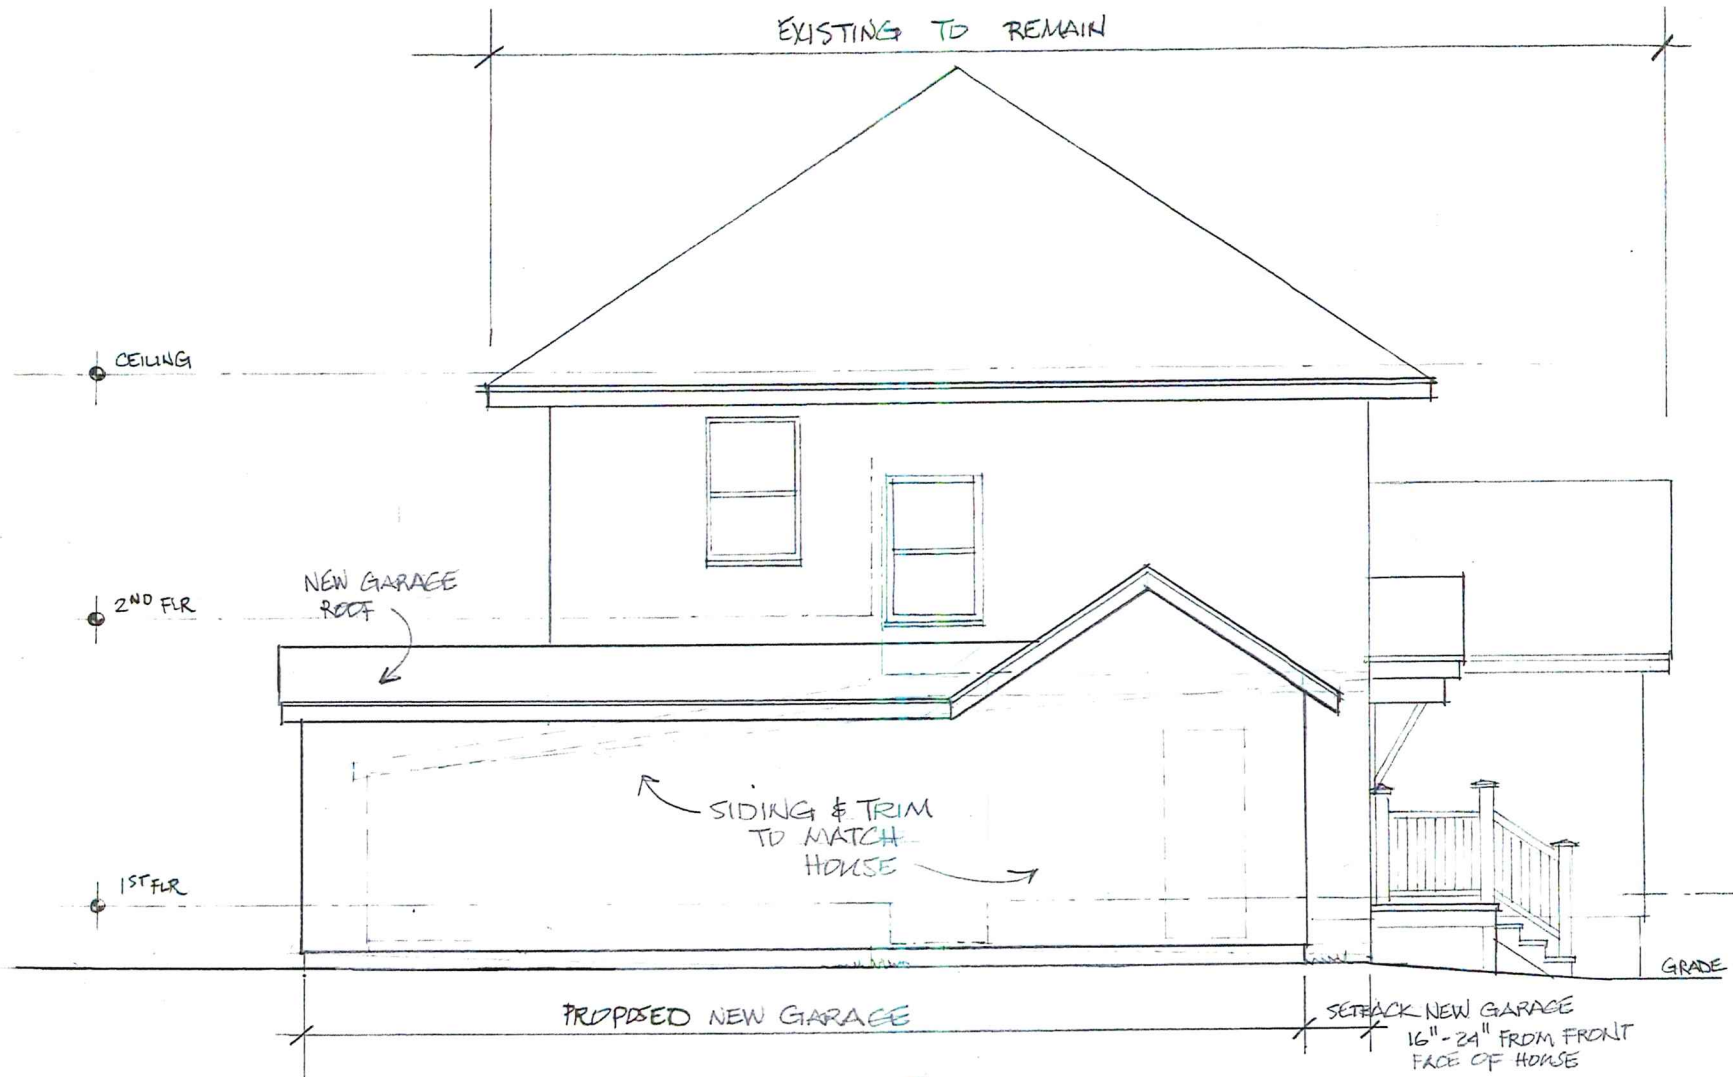 EXISTING TO REMAIN
CEILING
NEW GARAGE
ROOF
2ND FLR
SIDING & TRIM
TO MATCH
HOUSE
1ST FLR
GRADE
PROPOSED NEW GARAGE
SETBACK NEW GARAGE
16"-24" FROM FRONT
FACE OF HOUSE